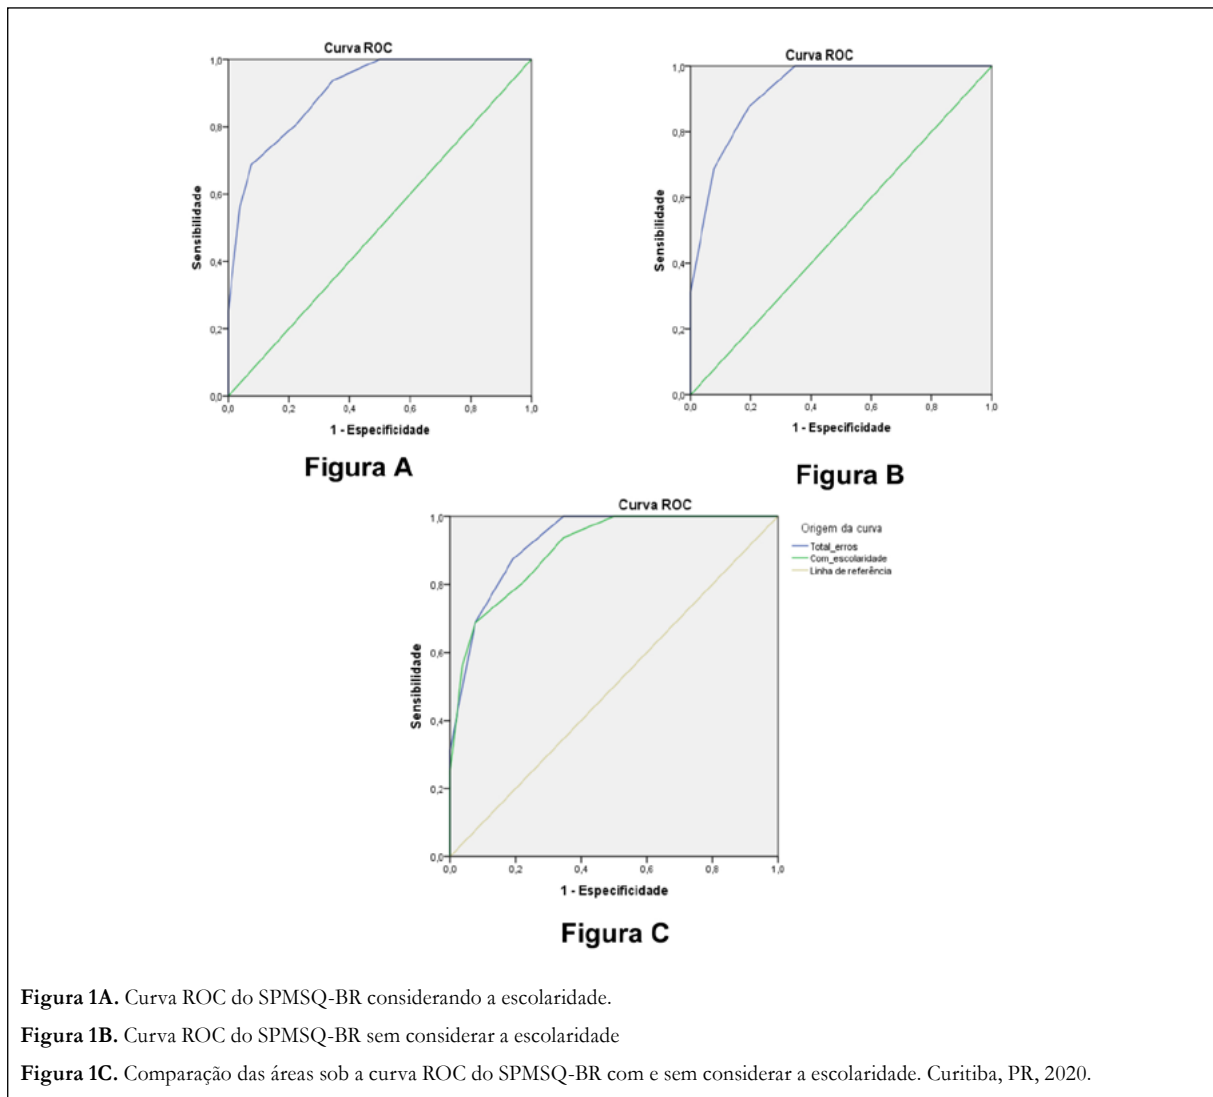 Curva ROC
1,0
0,8
0,6
0,4
0,2
0,0
Sensibilidade
0,0 0,2 0,4 0,6 0,8 1,0
1 - Especificidade
Figura A
Curva ROC
1,0
0,8
0,6
0,4
0,2
0,0
Sensibilidade
0,0 0,2 0,4 0,6 0,8 1,0
1 - Especificidade
Figura B
Curva ROC
1,0
0,8
0,6
0,4
0,2
0,0
Sensibilidade
0,0 0,2 0,4 0,6 0,8 1,0
1 - Especificidade
Origem da curva
Total_erros
Com_escolaridade
Linha de referência
Figura C
Figura 1A. Curva ROC do SPMSQ-BR considerando a escolaridade.
Figura 1B. Curva ROC do SPMSQ-BR sem considerar a escolaridade
Figura 1C. Comparação das áreas sob a curva ROC do SPMSQ-BR com e sem considerar a escolaridade. Curitiba, PR, 2020.